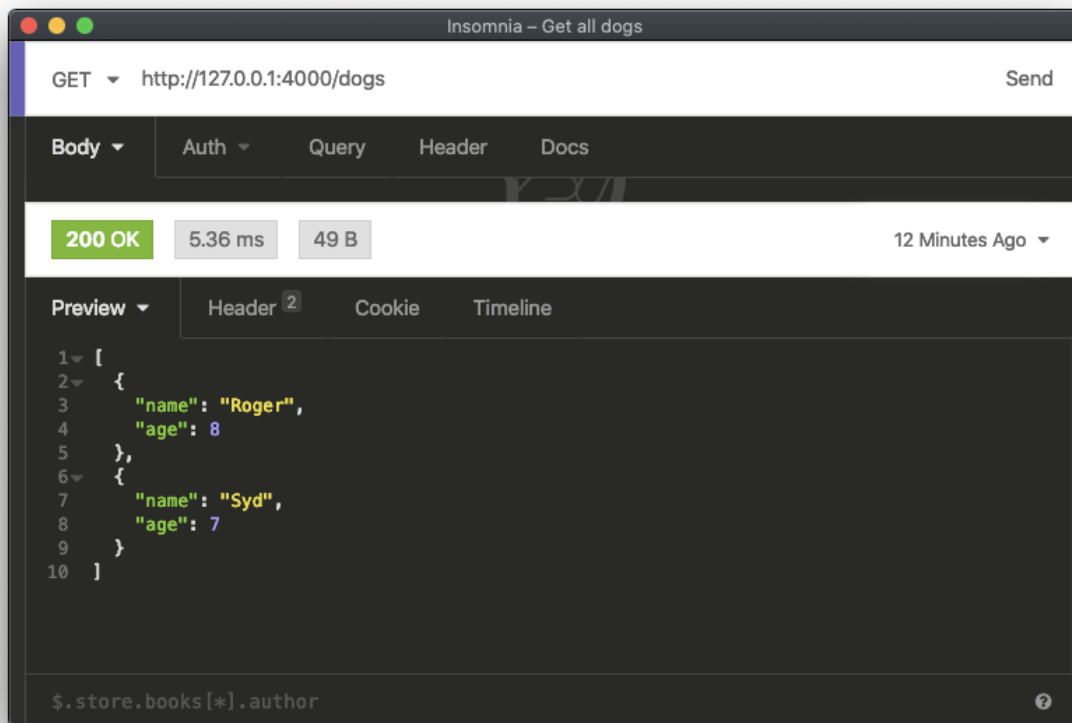 Insomnia – Get all dogs
GET http://127.0.0.1:4000/dogs Send
Body Auth Query Header Docs
200 OK 5.36 ms 49 B 12 Minutes Ago
Preview Header 2 Cookie Timeline
1 [
2 {
3 "name": "Roger",
4 "age": 8
5 },
6 {
7 "name": "Syd",
8 "age": 7
9 }
10 ]
$.store.books[*].author ?